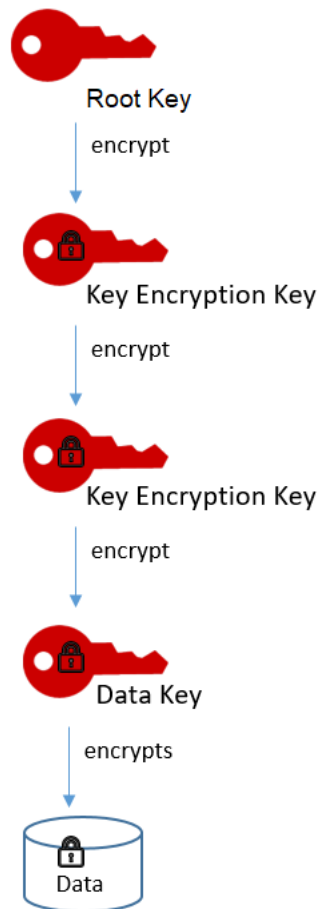 Root Key
encrypt
Key Encryption Key
encrypt
Key Encryption Key
encrypt
Data Key
encrypts
Data